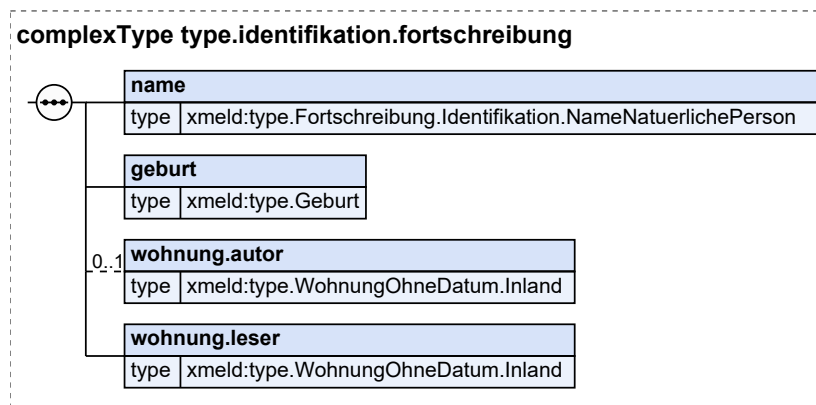 complexType type.identifikation.fortschreibung
name
type xmeld:type.Fortschreibung.Identifikation.NameNatuerlichePerson
geburt
type xmeld:type.Geburt
0..1 wohnung.autor
type xmeld:type.WohnungOhneDatum.Inland
wohnung.leser
type xmeld:type.WohnungOhneDatum.Inland